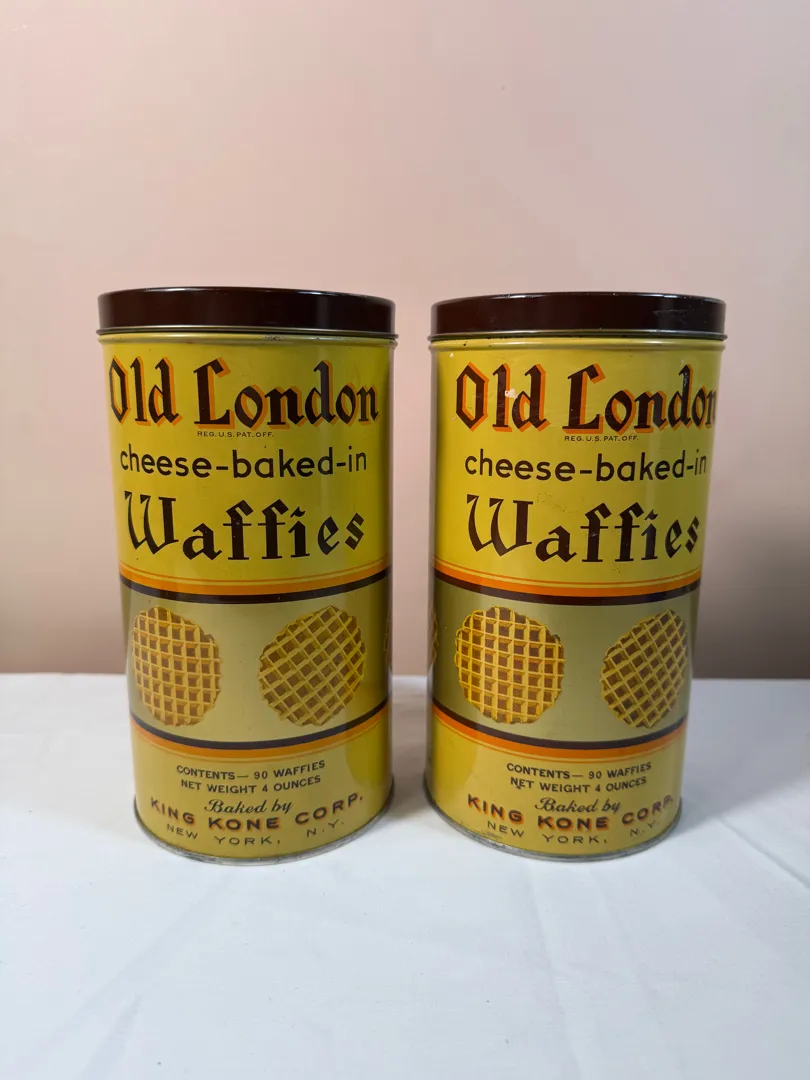 Old London
REG. U.S. PAT. OFF.
cheese-baked-in
Waffies
CONTENTS— 90 WAFFIES
NET WEIGHT 4 OUNCES
Baked by
KING KONE CORP.
NEW YORK, N.Y.
Old London
REG. U.S. PAT. OFF.
cheese-baked-in
Waffies
CONTENTS— 90 WAFFIES
NET WEIGHT 4 OUNCES
Baked by
KING KONE CORP.
NEW YORK, N.Y.